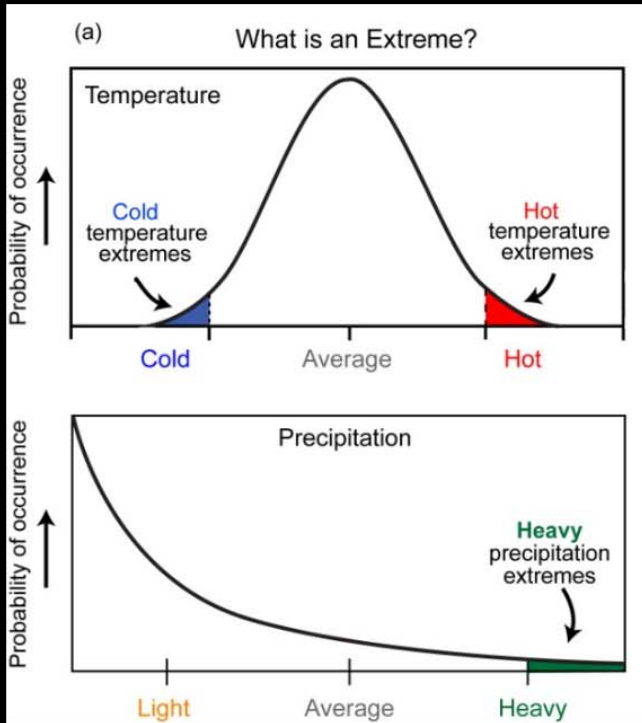 (a)
What is an Extreme?
Probability of occurrence
Temperature
Cold
temperature
extremes
Hot
temperature
extremes
Cold
Average
Hot
Probability of occurrence
Precipitation
Heavy
precipitation
extremes
Light
Average
Heavy